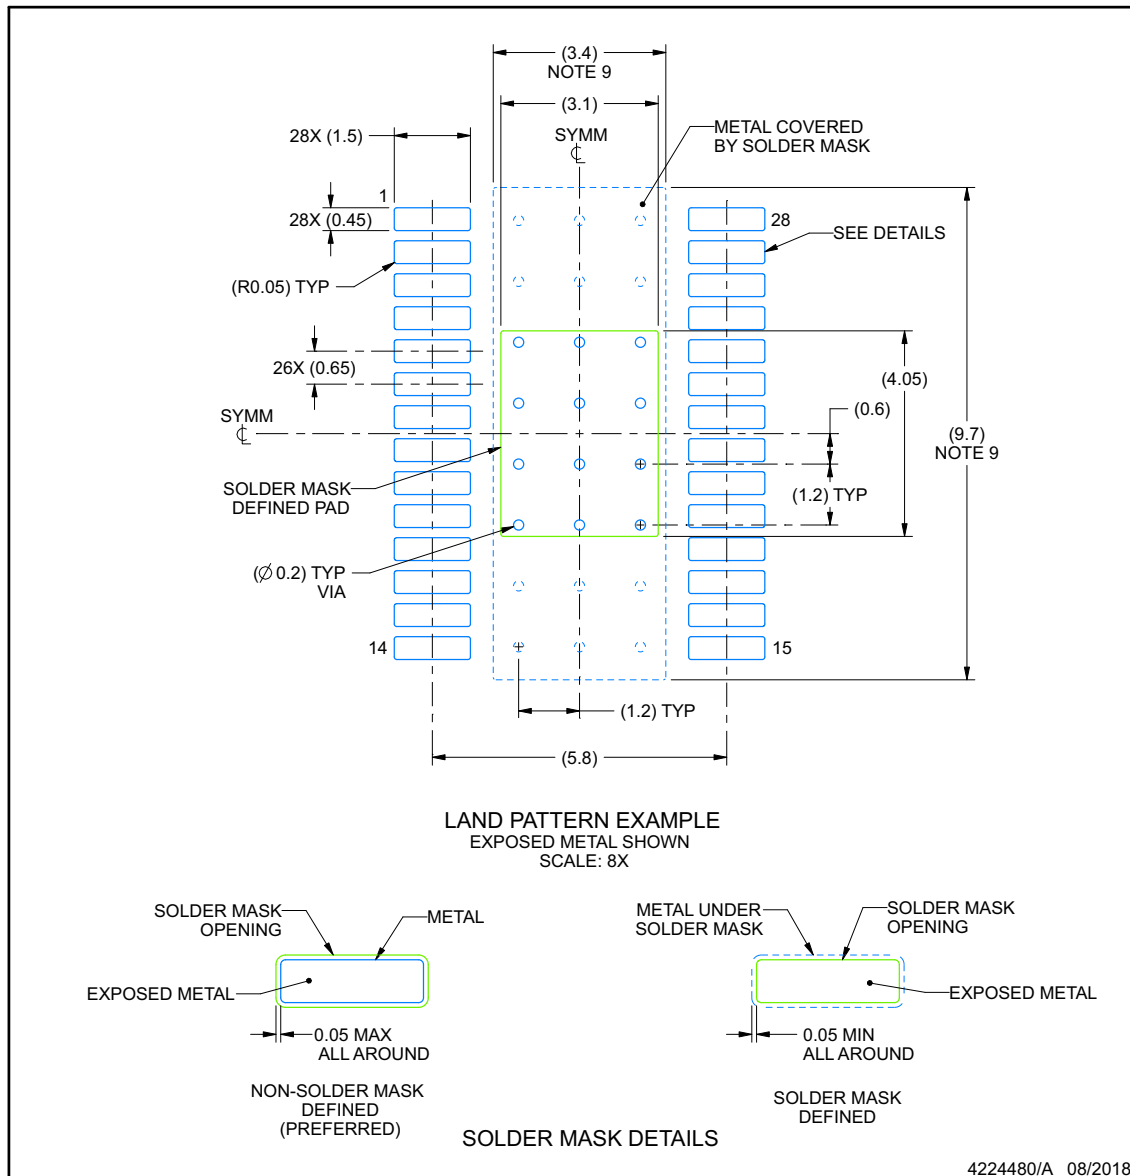 (3.4)
NOTE 9
(3.1)
SYMM
METAL COVERED
BY SOLDER MASK
28X (1.5)
1
28X (0.45)
28
SEE DETAILS
(R0.05) TYP
26X (0.65)
(4.05)
(0.6)
SYMM
(9.7)
NOTE 9
SOLDER MASK
DEFINED PAD
(1.2) TYP
(Ø 0.2) TYP
VIA
14
15
(1.2) TYP
(5.8)
LAND PATTERN EXAMPLE
EXPOSED METAL SHOWN
SCALE: 8X
SOLDER MASK
OPENING
METAL
EXPOSED METAL
0.05 MAX
ALL AROUND
NON-SOLDER MASK
DEFINED
(PREFERRED)
METAL UNDER
SOLDER MASK
SOLDER MASK
OPENING
EXPOSED METAL
0.05 MIN
ALL AROUND
SOLDER MASK
DEFINED
SOLDER MASK DETAILS
4224480/A 08/2018